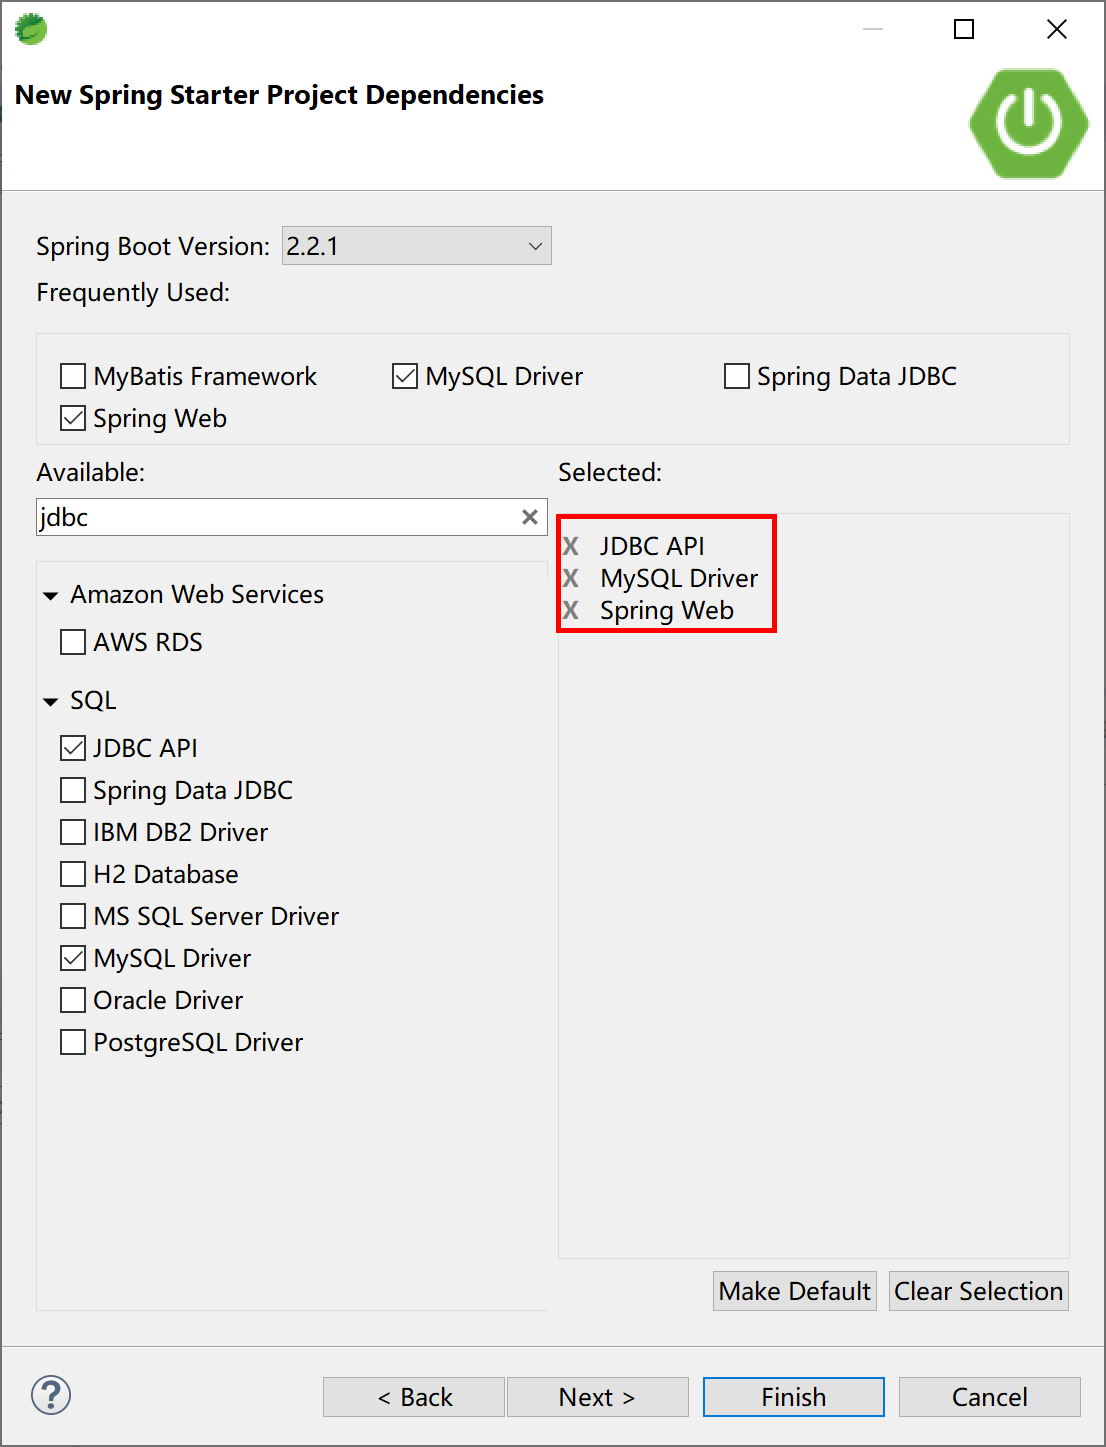 New Spring Starter Project Dependencies
Spring Boot Version: 2.2.1
Frequently Used:
MyBatis Framework MySQL Driver Spring Data JDBC
Spring Web
Available: Selected:
jdbc
X JDBC API
X MySQL Driver
X Spring Web
Amazon Web Services
AWS RDS
SQL
JDBC API
Spring Data JDBC
IBM DB2 Driver
H2 Database
MS SQL Server Driver
MySQL Driver
Oracle Driver
PostgreSQL Driver
Make Default Clear Selection
? < Back Next > Finish Cancel